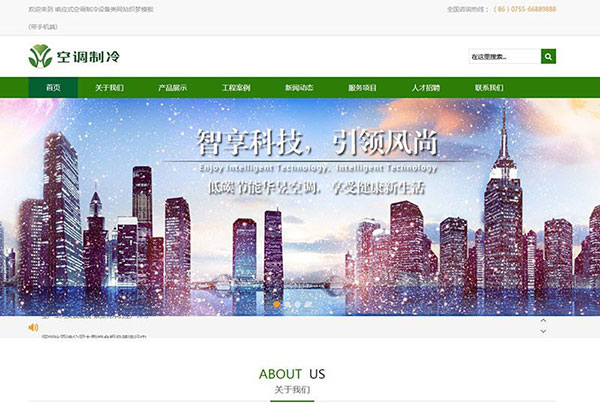 欢迎来到 响应式空调制冷设备类网站织梦模板
(带手机端)
全国咨询热线：（86）0755-66889888
空调制冷
在这里搜索...
首页 关于我们 产品展示 工程案例 新闻动态 服务项目 人才招聘 联系我们
智享科技，引领风尚
Enjoy Intelligent Technology, Intelligent Technology
低碳节能华景空调，享受健康新生活
ABOUT US
关于我们